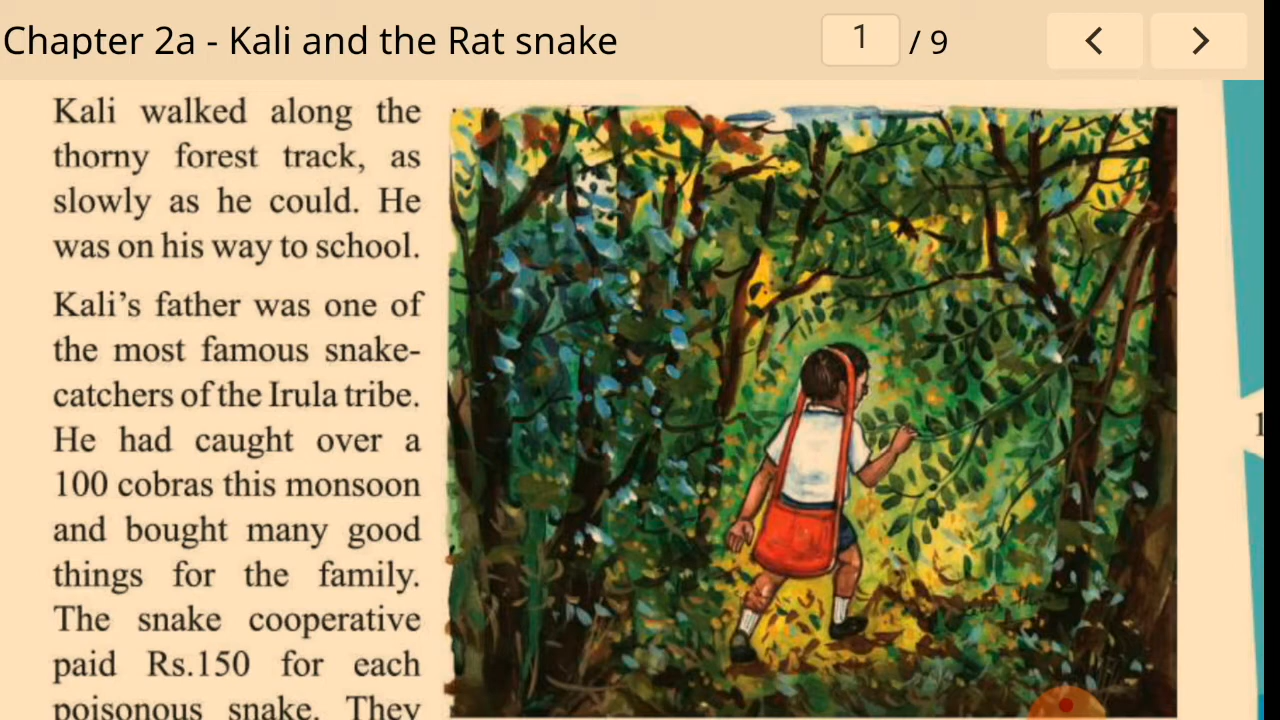 Chapter 2a - Kali and the Rat snake
1 / 9
Kali walked along the
thorny forest track, as
slowly as he could. He
was on his way to school.
Kali’s father was one of
the most famous snake-
catchers of the Irula tribe.
He had caught over a
100 cobras this monsoon
and bought many good
things for the family.
The snake cooperative
paid Rs.150 for each
poisonous snake. They